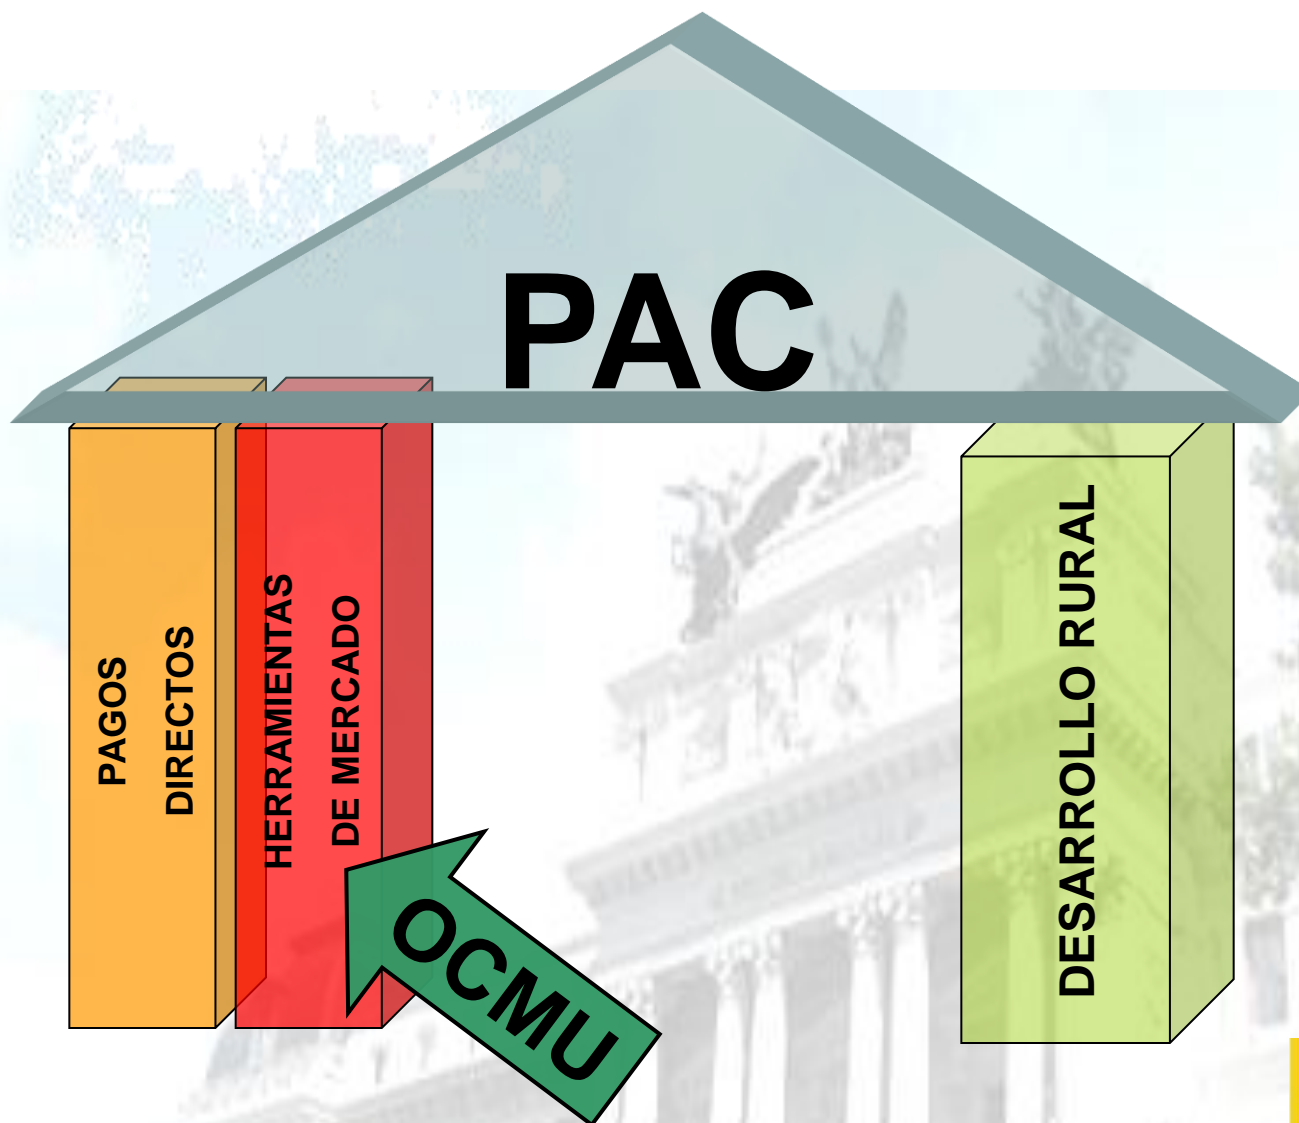 PAC
PAGOS
DIRECTOS
HERRAMIENTAS
DE MERCADO
DESARROLLO RURAL
OCMU